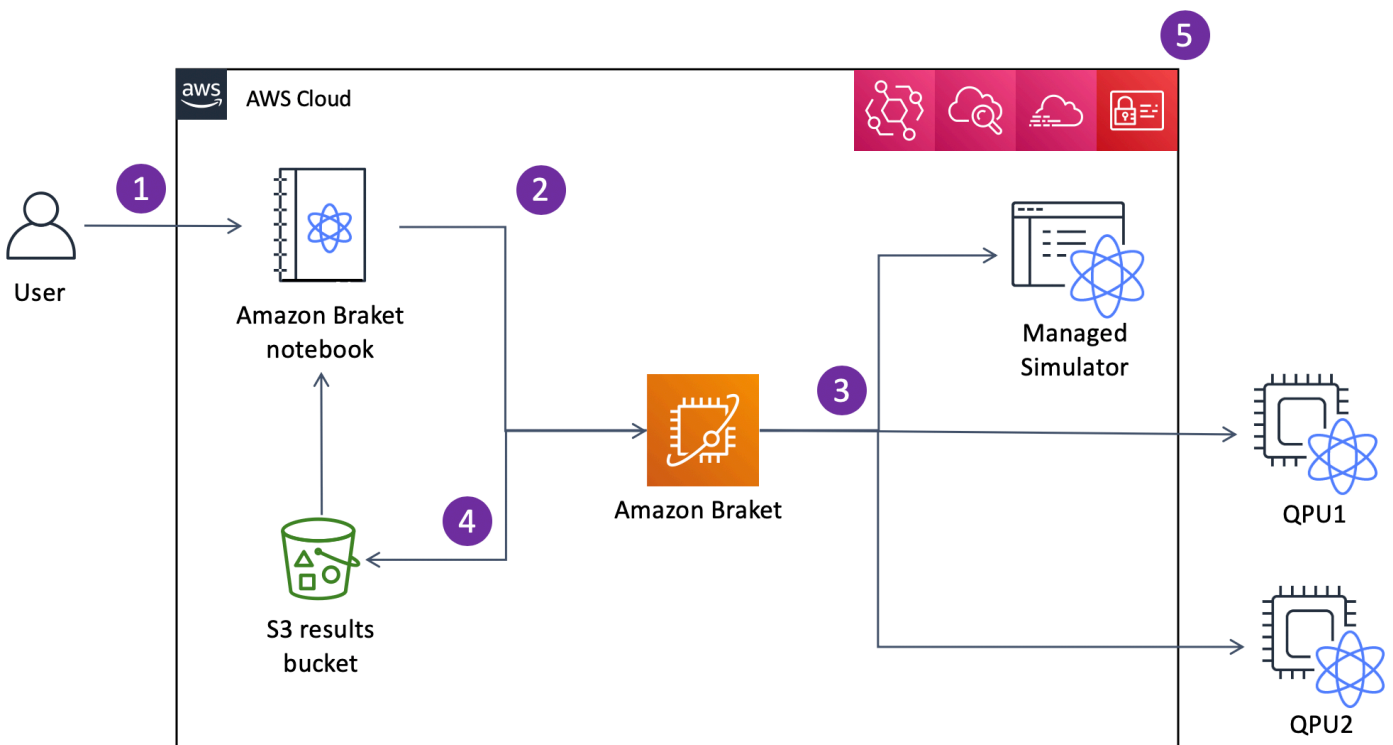 5
aws
AWS Cloud
1
2
User
Amazon Braket
notebook
Managed
Simulator
3
Amazon Braket
4
QPU1
S3 results
bucket
QPU2